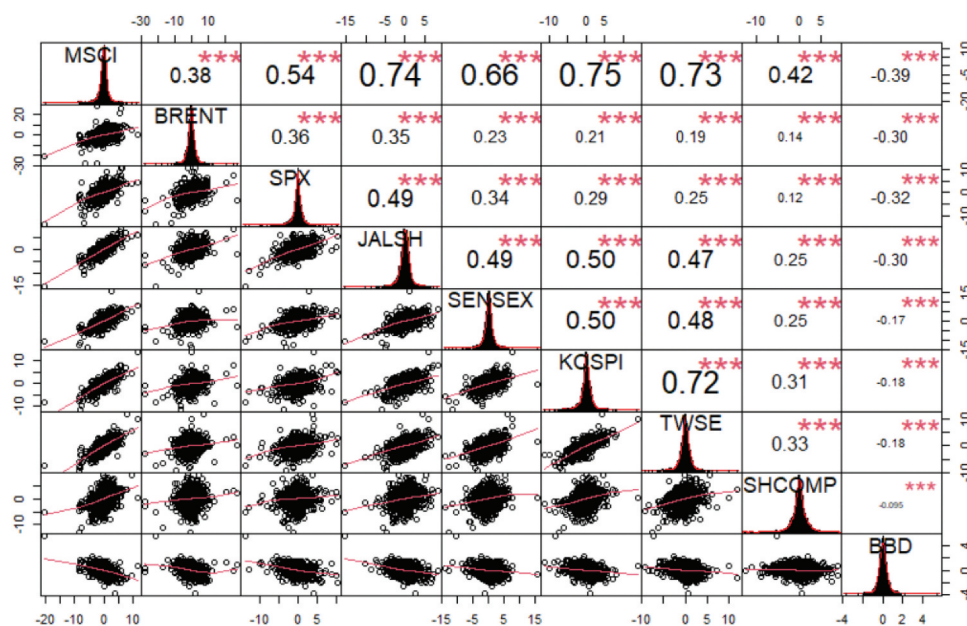 -30 -10 0 10 -15 -5 0 5 -10 0 5 10 -10 0 5
MSCI 0.38 *** 0.54 *** 0.74 *** 0.66 *** 0.75 *** 0.73 *** 0.42 *** -0.39 *** -20 -10 0 10
-30 0 20 BRENT 0.36 *** 0.35 *** 0.23 *** 0.21 *** 0.19 *** 0.14 *** -0.30 ***
SPX 0.49 *** 0.34 *** 0.29 *** 0.25 *** 0.12 *** -0.32 *** -10 0 10
-15 0 JALSH 0.49 *** 0.50 *** 0.47 *** 0.25 *** -0.30 ***
SENSEX 0.50 *** 0.48 *** 0.25 *** -0.17 *** -15 0 15
-10 0 10 KOSPI 0.72 *** 0.31 *** -0.18 ***
TWSE 0.33 *** -0.18 *** -10 0 10
-10 0 SHCOMP -0.095 ***
BBD -4 0 4
-20 -10 0 10 -10 0 5 10 -15 -5 5 15 -10 0 5 10 -4 0 2 4